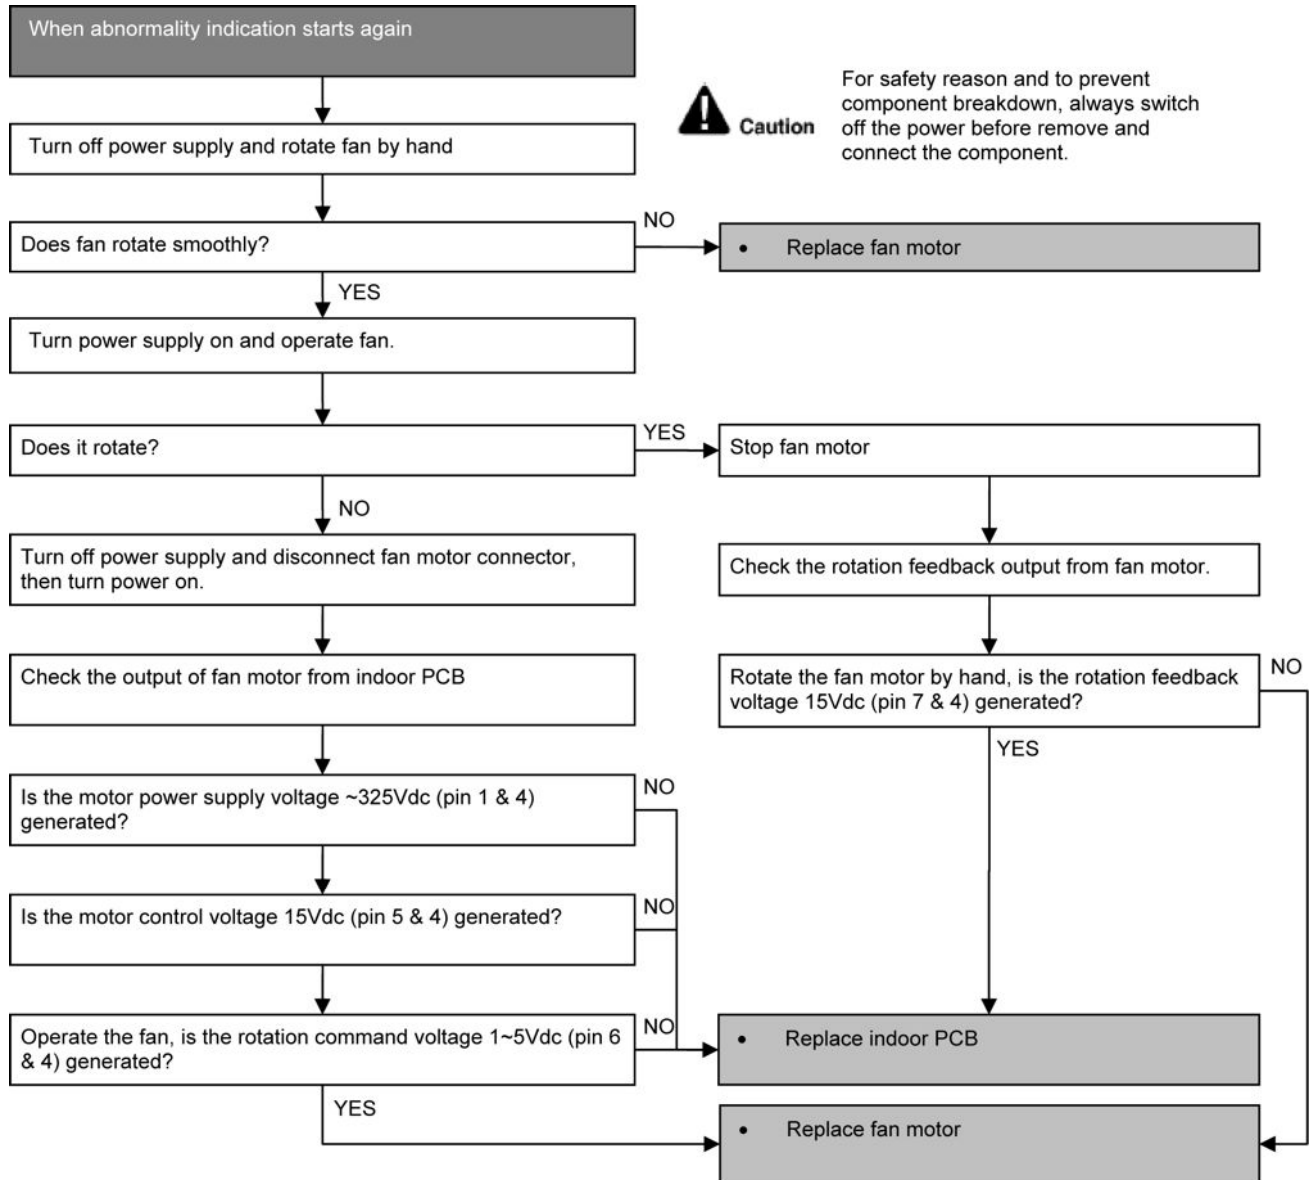 When abnormality indication starts again
Caution
For safety reason and to prevent
component breakdown, always switch
off the power before remove and
connect the component.
Turn off power supply and rotate fan by hand
Does fan rotate smoothly?
NO
• Replace fan motor
YES
Turn power supply on and operate fan.
Does it rotate?
YES
Stop fan motor
NO
Turn off power supply and disconnect fan motor connector,
then turn power on.
Check the rotation feedback output from fan motor.
Check the output of fan motor from indoor PCB
Rotate the fan motor by hand, is the rotation feedback
voltage 15Vdc (pin 7 & 4) generated?
NO
YES
Is the motor power supply voltage ~325Vdc (pin 1 & 4)
generated?
NO
Is the motor control voltage 15Vdc (pin 5 & 4) generated?
NO
Operate the fan, is the rotation command voltage 1~5Vdc (pin 6
& 4) generated?
NO
• Replace indoor PCB
YES
• Replace fan motor